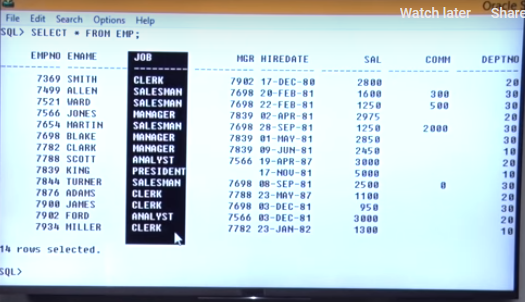 Oracle S
Watch later Share
File Edit Search Options Help
SQL> SELECT * FROM EMP;
EMPNO ENAME JOB MGR HIREDATE SAL COMM DEPTNO
7369 SMITH CLERK 7902 17-DEC-80 2800 20
7499 ALLEN SALESMAN 7698 20-FEB-81 1600 300 30
7521 WARD SALESMAN 7698 22-FEB-81 1250 500 30
7566 JONES MANAGER 7839 02-APR-81 2975 20
7654 MARTIN SALESMAN 7698 28-SEP-81 1250 2000 30
7698 BLAKE MANAGER 7839 01-MAY-81 2850 30
7782 CLARK MANAGER 7839 09-JUN-81 2450 10
7788 SCOTT ANALYST 7566 19-APR-87 3000 20
7839 KING PRESIDENT 17-NOV-81 5000 10
7844 TURNER SALESMAN 7698 08-SEP-81 2500 0 30
7876 ADAMS CLERK 7788 23-MAY-87 1100 20
7900 JAMES CLERK 7698 03-DEC-81 950 30
7902 FORD ANALYST 7566 03-DEC-81 3000 20
7934 MILLER CLERK 7782 23-JAN-82 1300 10
14 rows selected.
SQL>